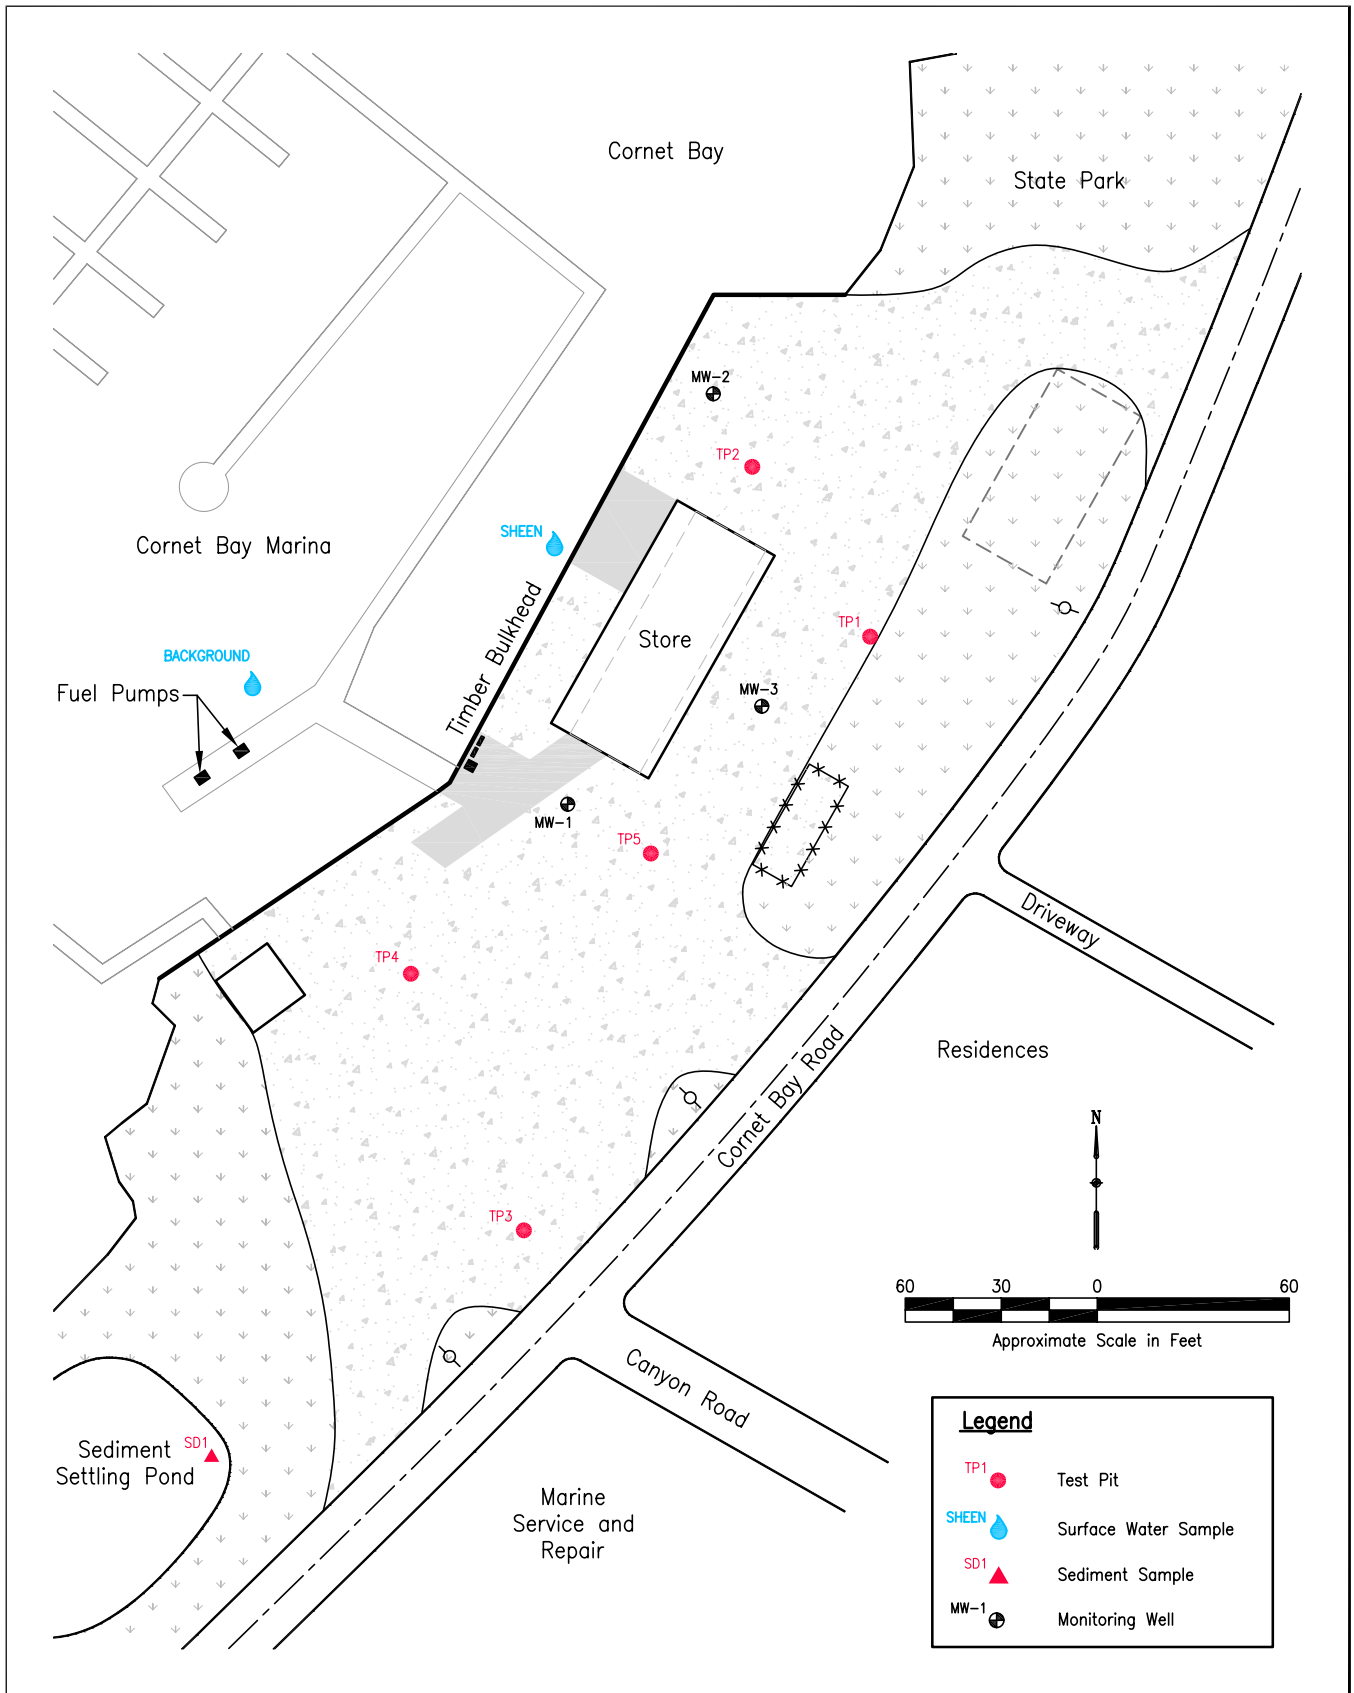 Cornet Bay
State Park
MW-2
TP2
SHEEN
Cornet Bay Marina
Timber Bulkhead
Store
TP1
BACKGROUND
Fuel Pumps
MW-3
MW-1
TP5
Driveway
TP4
Cornet Bay Road
Residences
N
TP3
60 30 0 60
Approximate Scale in Feet
Canyon Road
Sediment
Settling Pond
SD1
Marine
Service and
Repair
Legend
TP1 Test Pit
SHEEN Surface Water Sample
SD1 Sediment Sample
MW-1 Monitoring Well